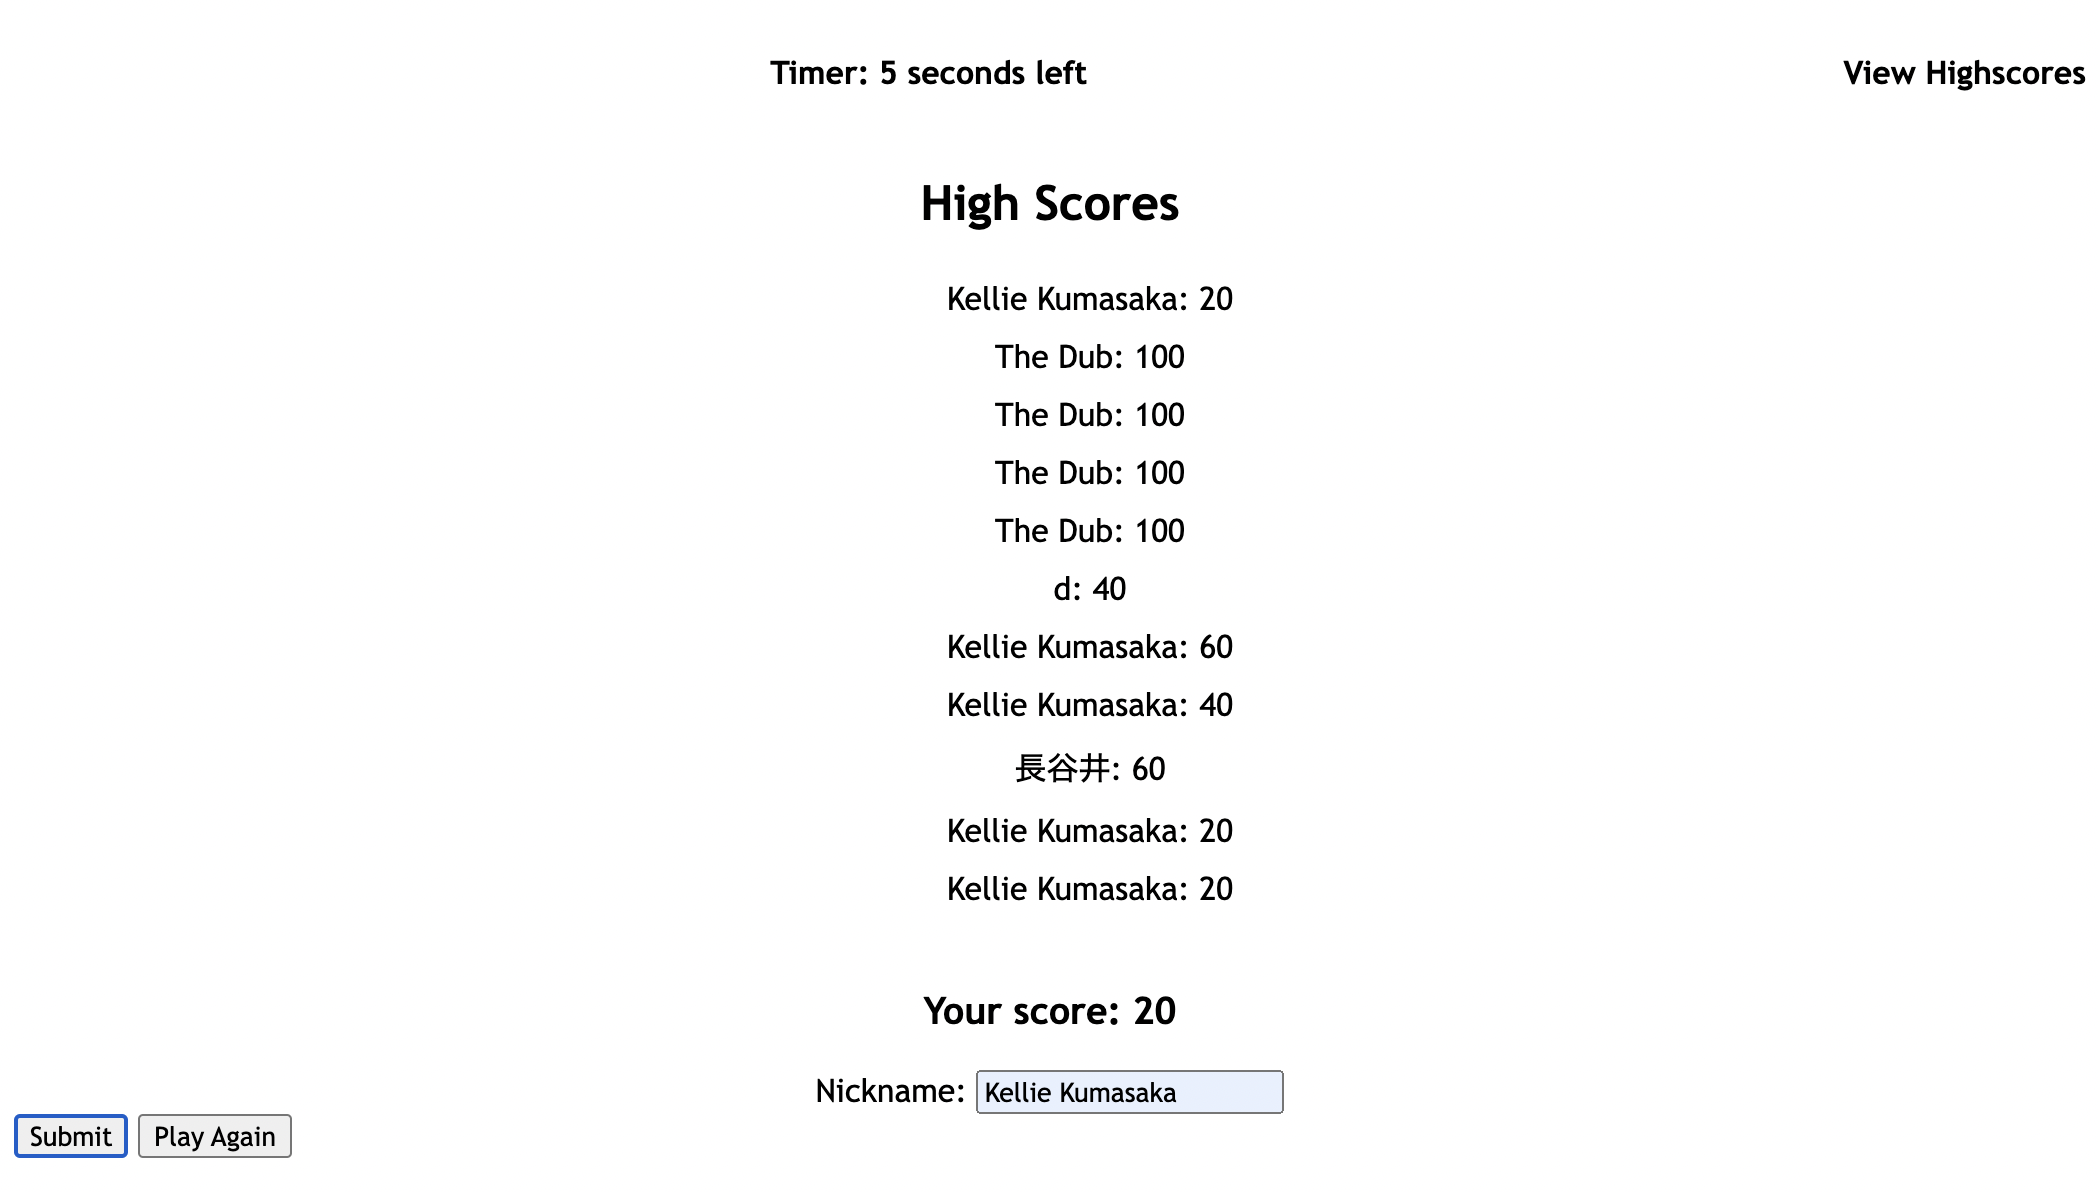 Timer: 5 seconds left
View Highscores
High Scores
Kellie Kumasaka: 20
The Dub: 100
The Dub: 100
The Dub: 100
The Dub: 100
d: 40
Kellie Kumasaka: 60
Kellie Kumasaka: 40
長谷井: 60
Kellie Kumasaka: 20
Kellie Kumasaka: 20
Your score: 20
Nickname: Kellie Kumasaka
Submit Play Again